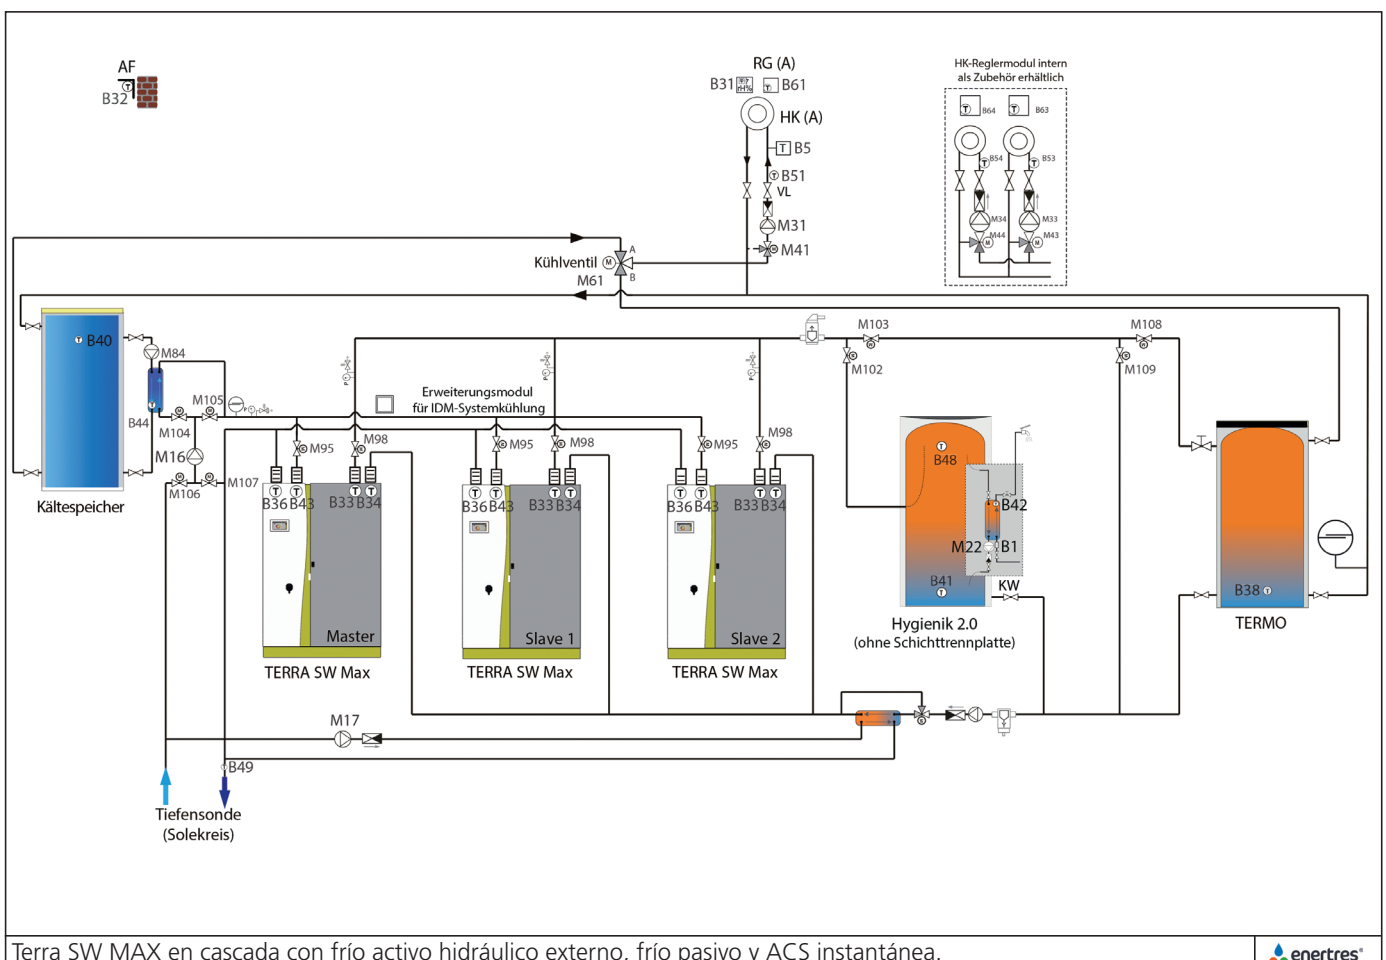 AF
B32
RG (A)
B31
B61
HK (A)
B5
B51
VL
M31
M41
HK-Reglermodul intern
als Zubehör erhältlich
B64
B63
B54
B53
M34
M33
M44
M43
Kühlventil
A
B
M61
B40
M84
B44
M105
M104
M16
M106
M107
Kältespeicher
Erweiterungsmodul
für IDM-Systemkühlung
M95
M98
M95
M98
M95
M98
B36
B43
B33
B34
B36
B43
B33
B34
B36
B43
B33
B34
Master
Slave 1
Slave 2
TERRA SW Max
TERRA SW Max
TERRA SW Max
M103
M102
M108
M109
B48
B42
M22
B1
B41
KW
Hygienik 2.0
(ohne Schichttrennplatte)
B38
TERMO
M17
B49
Tiefensonde
(Solekreis)
Terra SW MAX en cascada con frío activo hidráulico externo, frío pasivo y ACS instantánea.
enertres®